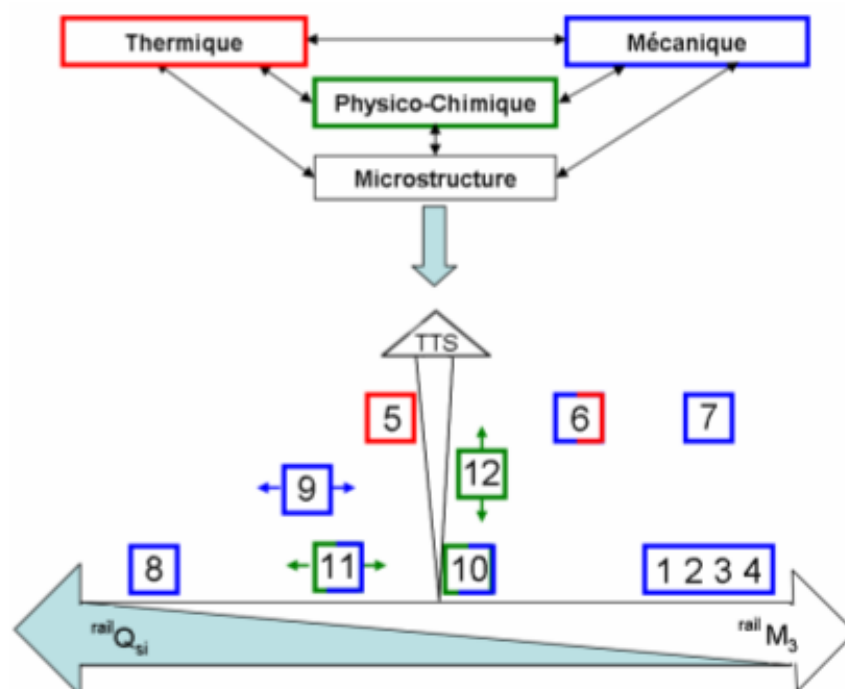 Thermique Mécanique
Physico-Chimique
Microstructure
TTS
5 6 7
12
9
8 11 10 1 2 3 4
railQsi railM3